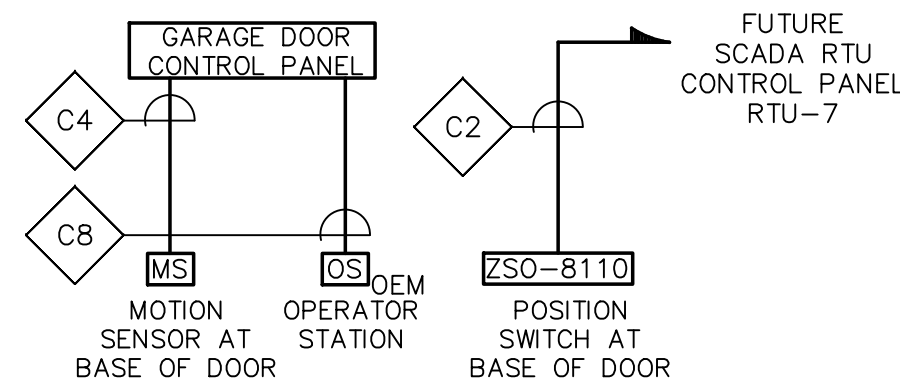 GARAGE DOOR
CONTROL PANEL
C4
C8
MS
MOTION
SENSOR AT
BASE OF DOOR
OS
OEM
OPERATOR
STATION
C2
ZSO-8110
POSITION
SWITCH AT
BASE OF DOOR
FUTURE
SCADA RTU
CONTROL PANEL
RTU-7